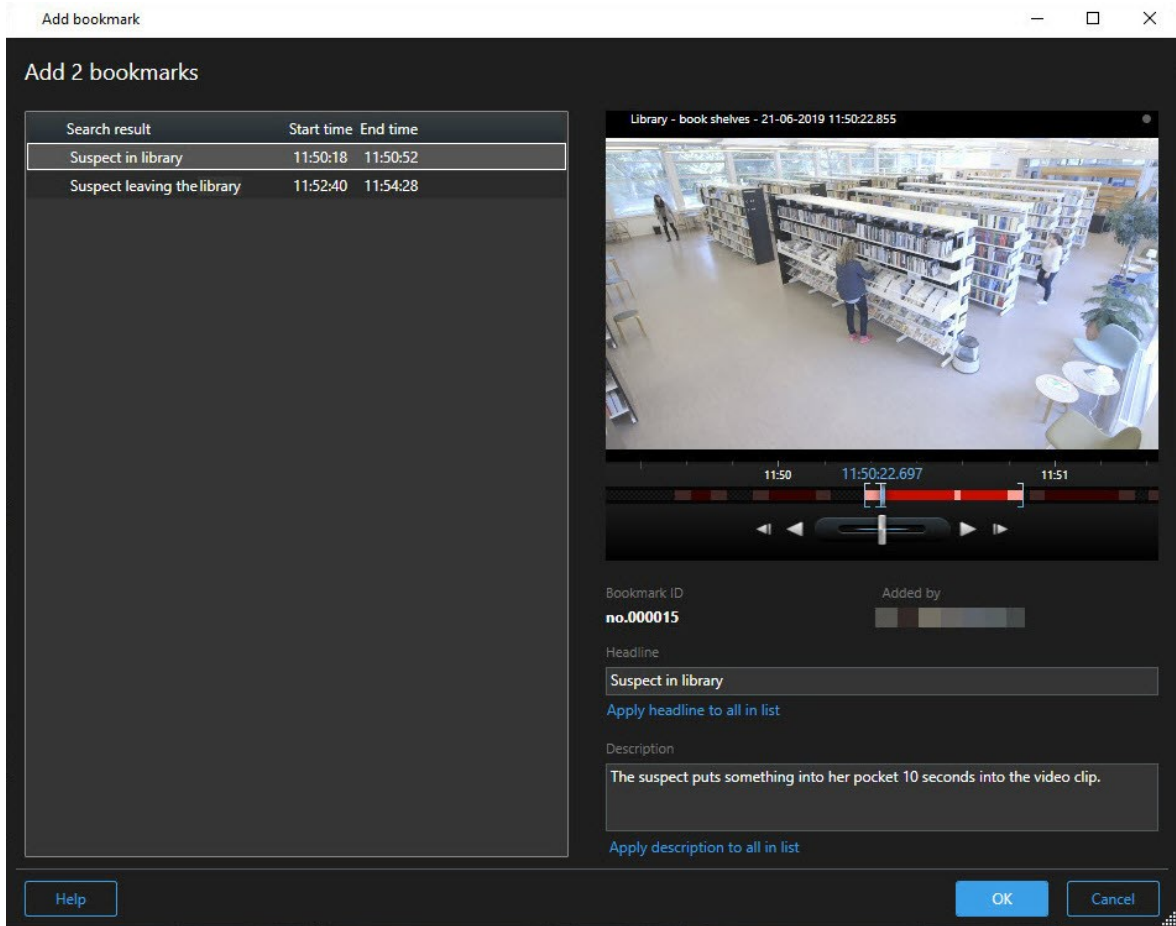 Add bookmark
Add 2 bookmarks
Search result Start time End time
Suspect in library 11:50:18 11:50:52
Suspect leaving the library 11:52:40 11:54:28
Library - book shelves - 21-06-2019 11:50:22.855
11:50 11:50:22.697 11:51
Bookmark ID Added by
no.000015
Headline
Suspect in library
Apply headline to all in list
Description
The suspect puts something into her pocket 10 seconds into the video clip.
Apply description to all in list
Help OK Cancel